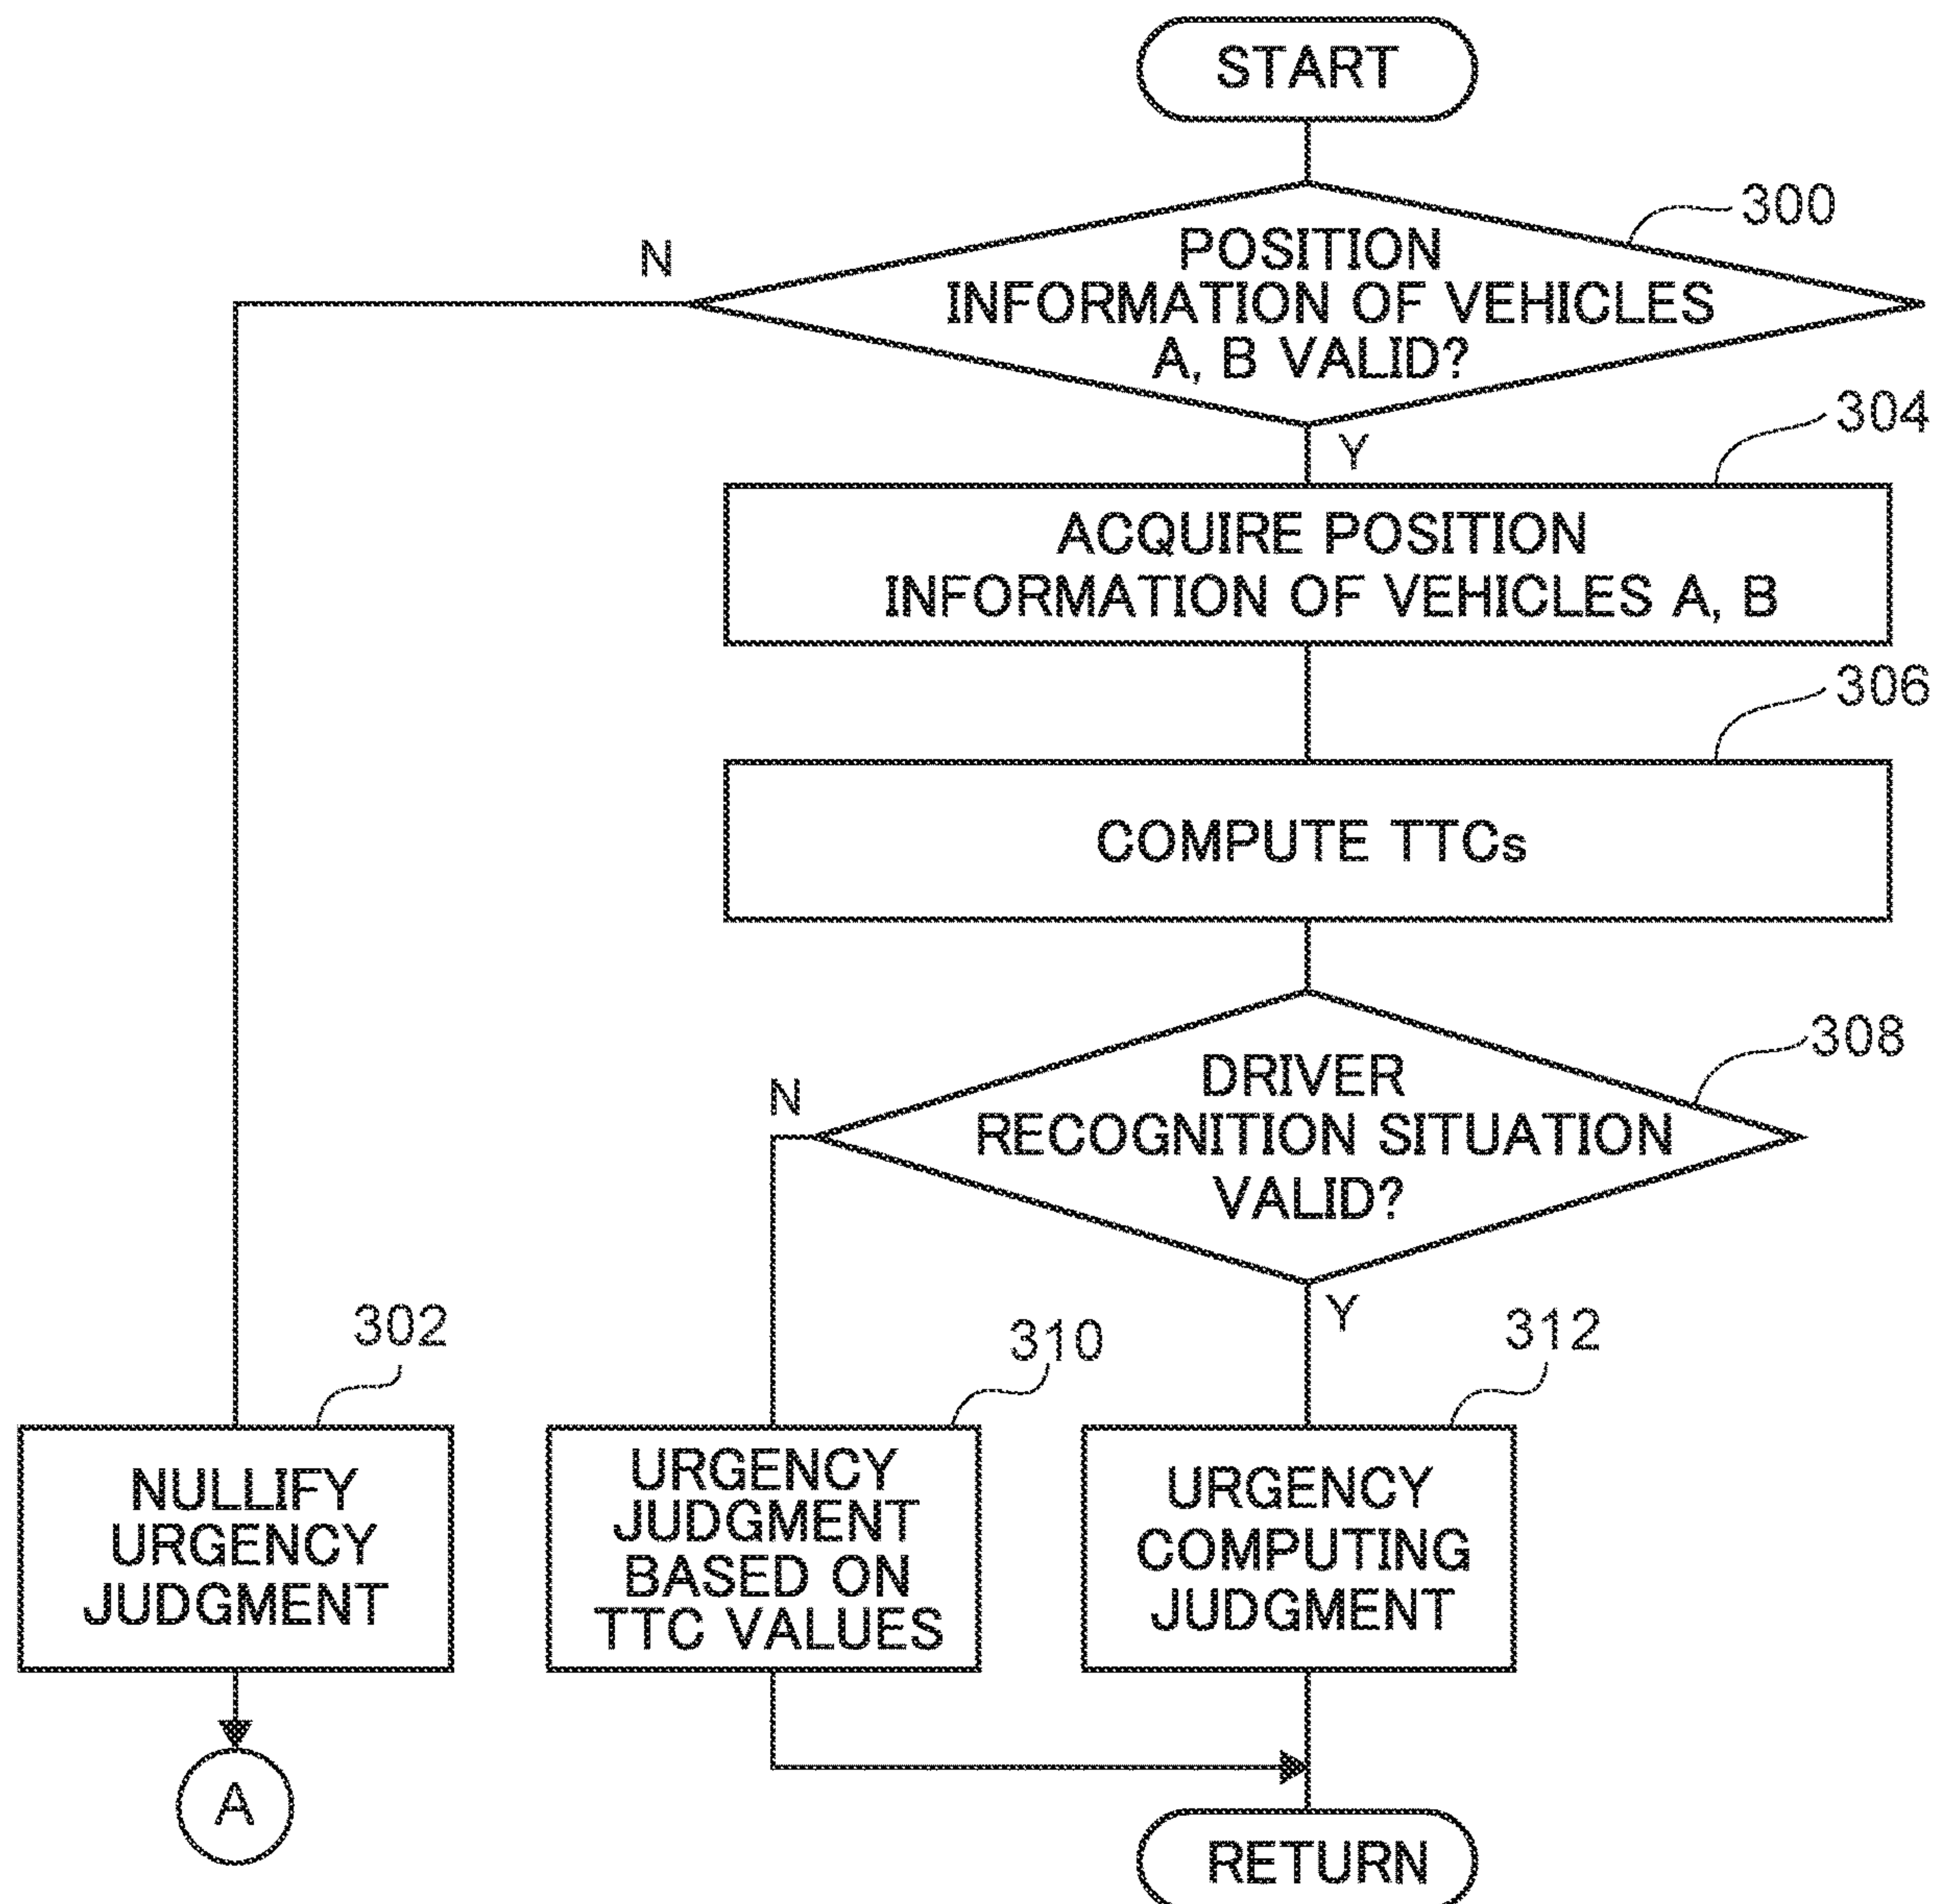 START
300
N
POSITION
INFORMATION OF VEHICLES
A, B VALID?
Y
304
ACQUIRE POSITION
INFORMATION OF VEHICLES A, B
306
COMPUTE TTCs
308
N
DRIVER
RECOGNITION SITUATION
VALID?
Y
302
NULLIFY
URGENCY
JUDGMENT
310
URGENCY
JUDGMENT
BASED ON
TTC VALUES
312
URGENCY
COMPUTING
JUDGMENT
A
RETURN